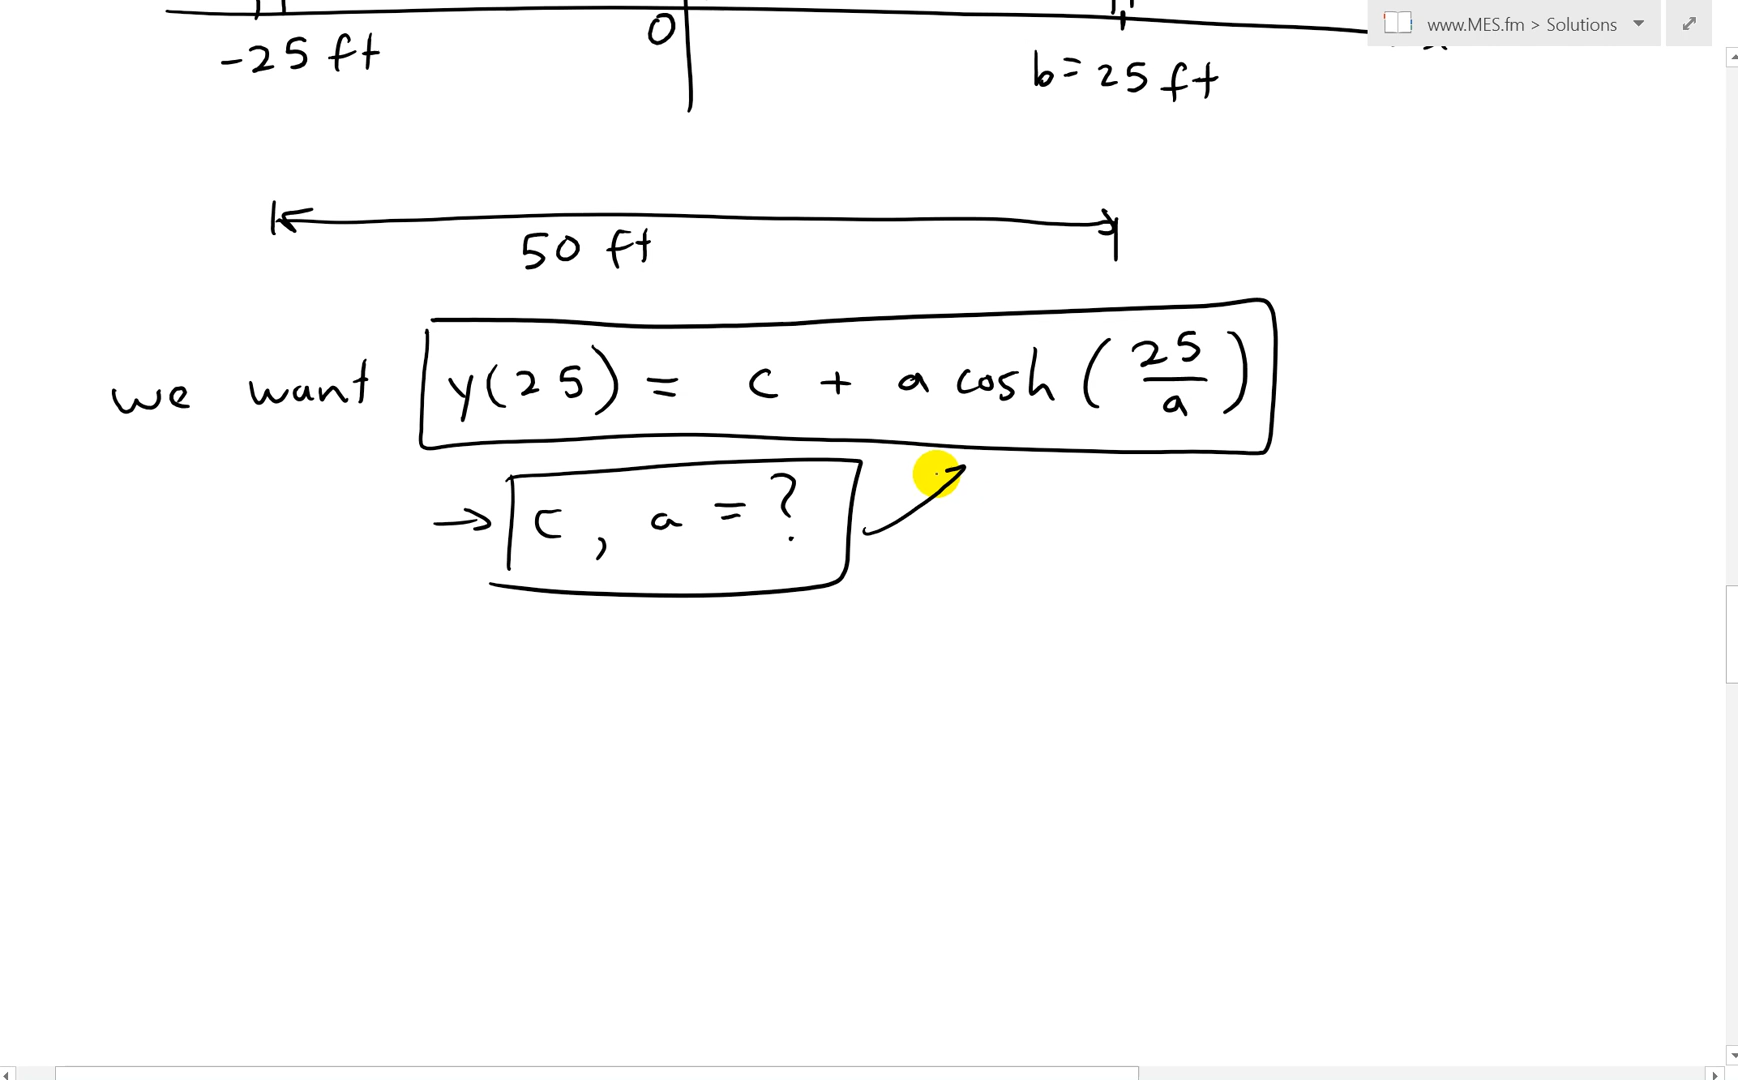 www.MES.fm > Solutions
-25 ft
0
b = 25 ft
50 ft
we want y(25) = c + a cosh (25/a)
→ c, a = ?